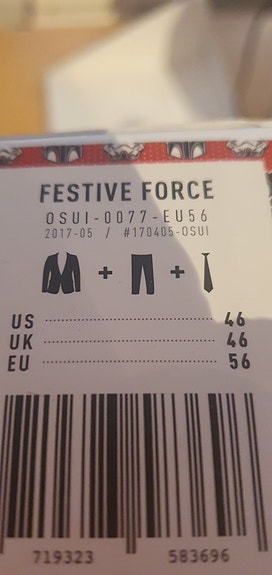 FESTIVE FORCE
OSUI-0077-EU56
2017-05 / #170405-OSUI
+ +
US 46
UK 46
EU 56
719323 583696